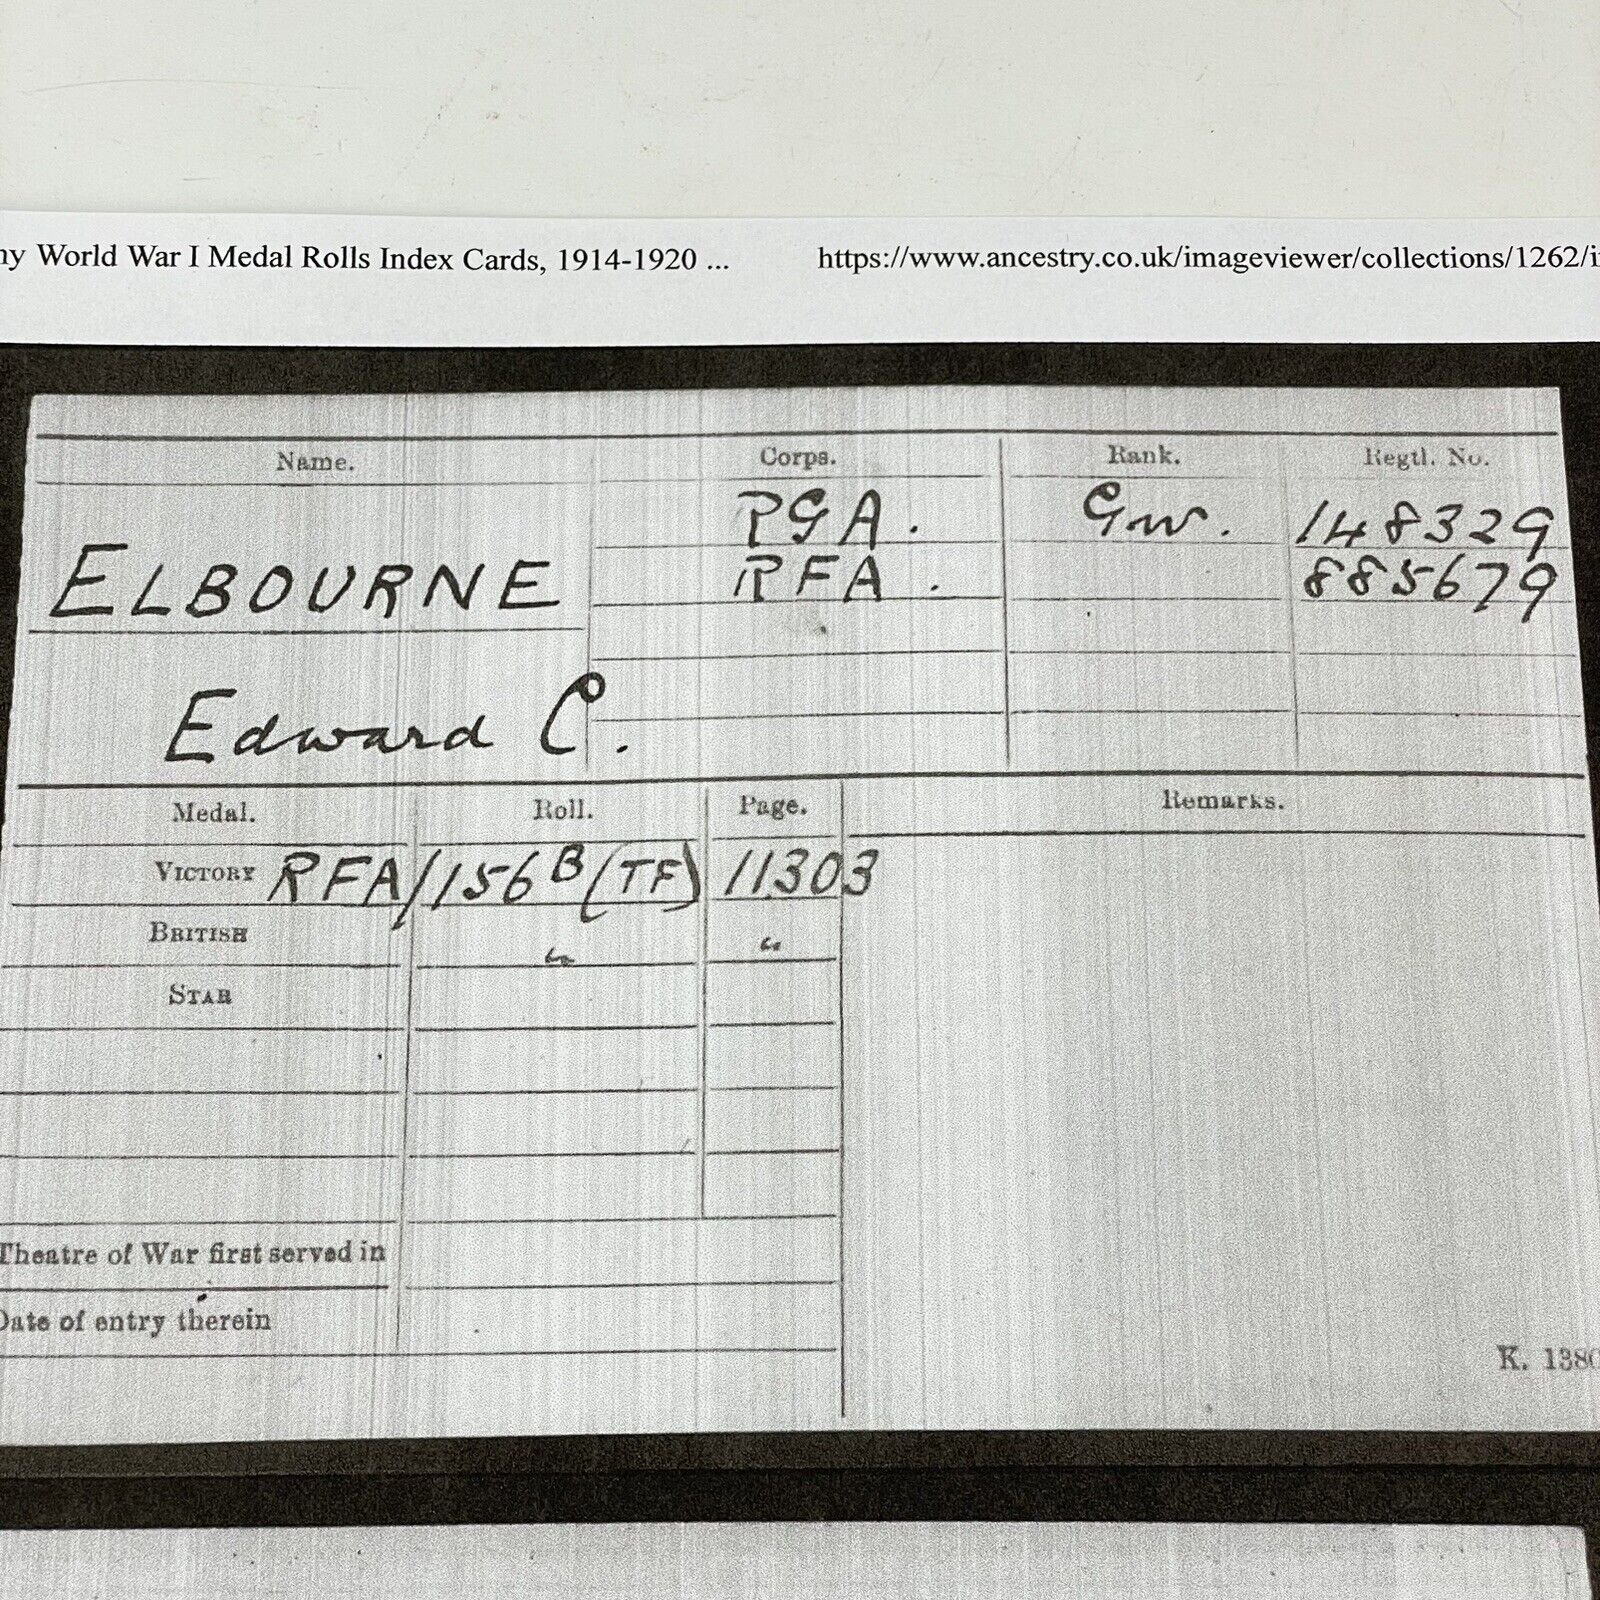 ny World War I Medal Rolls Index Cards, 1914-1920 ... https://www.ancestry.co.uk/imageviewer/collections/1262/i
Name. Corps. Rank. Regtl. No.
RGA. Gnr. 148329
ELBOURNE RFA. 885679
Edward C.
Medal. Roll. Page. Remarks.
VICTORY RFA/156B (TF) 11303
BRITISH " "
STAR
Theatre of War first served in
Date of entry therein
K. 1380